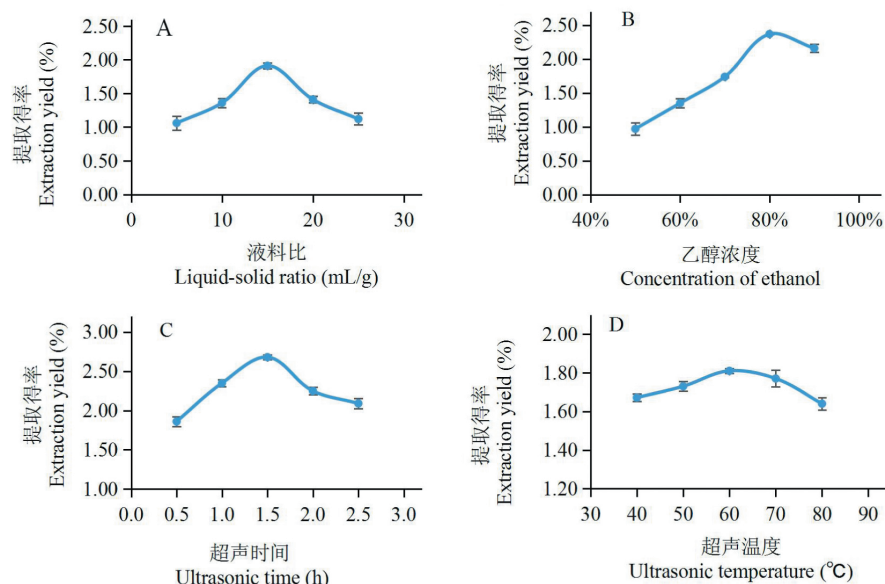 A
提取得率
Extraction yield (%)
2.50
2.00
1.50
1.00
0.50
0.00
0
10
20
30
液料比
Liquid-solid ratio (mL/g)
B
提取得率
Extraction yield (%)
2.50
2.00
1.50
1.00
0.50
0.00
40%
60%
80%
100%
乙醇浓度
Concentration of ethanol
C
提取得率
Extraction yield (%)
3.00
2.50
2.00
1.50
1.00
0.0
0.5
1.0
1.5
2.0
2.5
3.0
超声时间
Ultrasonic time (h)
D
提取得率
Extraction yield (%)
2.00
1.80
1.60
1.40
1.20
30
40
50
60
70
80
90
超声温度
Ultrasonic temperature (℃)